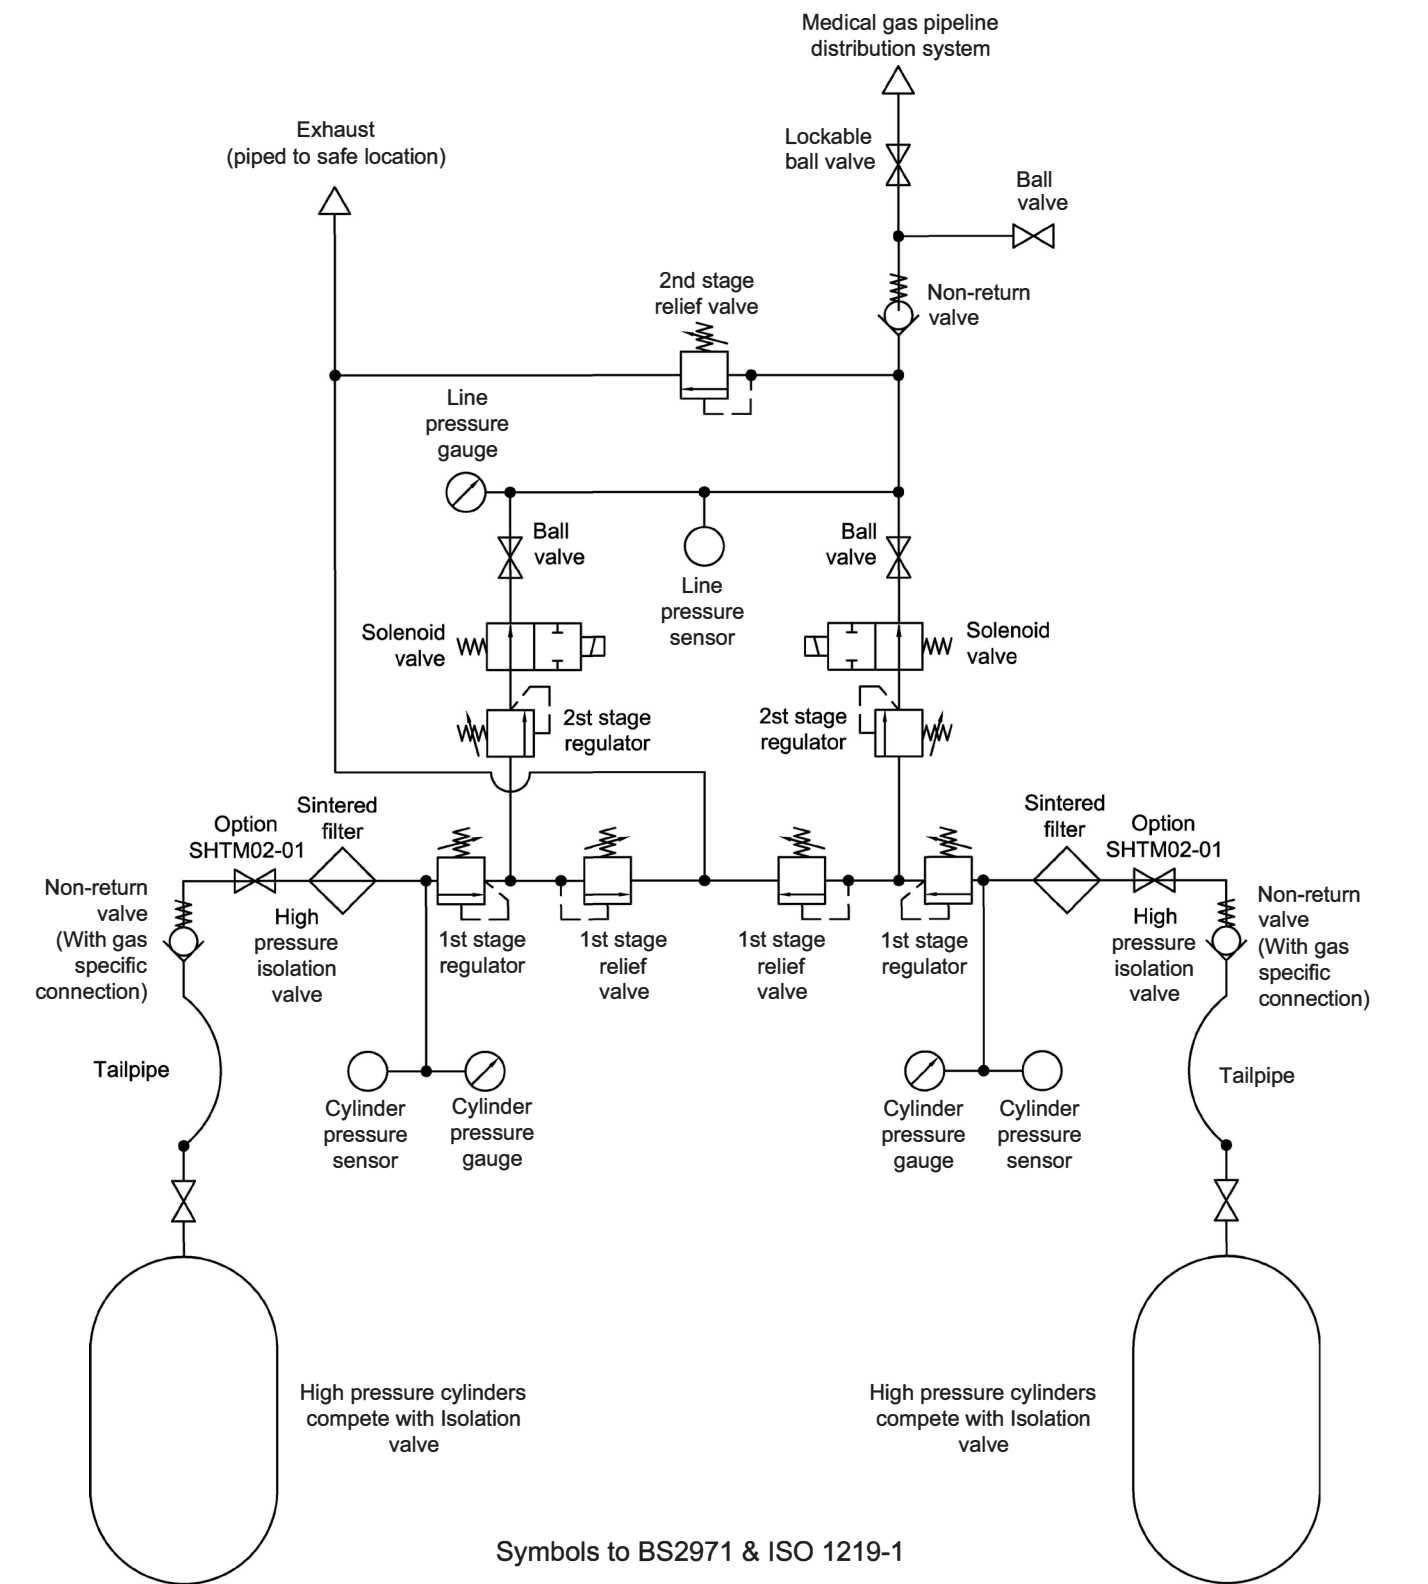 Medical gas pipeline
distribution system
Exhaust
(piped to safe location)
Lockable
ball valve
Ball
valve
2nd stage
relief valve
Non-return
valve
Line
pressure
gauge
Ball
valve
Line
pressure
sensor
Ball
valve
Solenoid
valve
Solenoid
valve
2st stage
regulator
2st stage
regulator
Option
SHTM02-01
Sintered
filter
Sintered
filter
Option
SHTM02-01
Non-return
valve
(With gas
specific
connection)
High
pressure
isolation
valve
1st stage
regulator
1st stage
relief
valve
1st stage
relief
valve
1st stage
regulator
High
pressure
isolation
valve
Non-return
valve
(With gas
specific
connection)
Tailpipe
Tailpipe
Cylinder
pressure
sensor
Cylinder
pressure
gauge
Cylinder
pressure
gauge
Cylinder
pressure
sensor
High pressure cylinders
compete with Isolation
valve
High pressure cylinders
compete with Isolation
valve
Symbols to BS2971 & ISO 1219-1